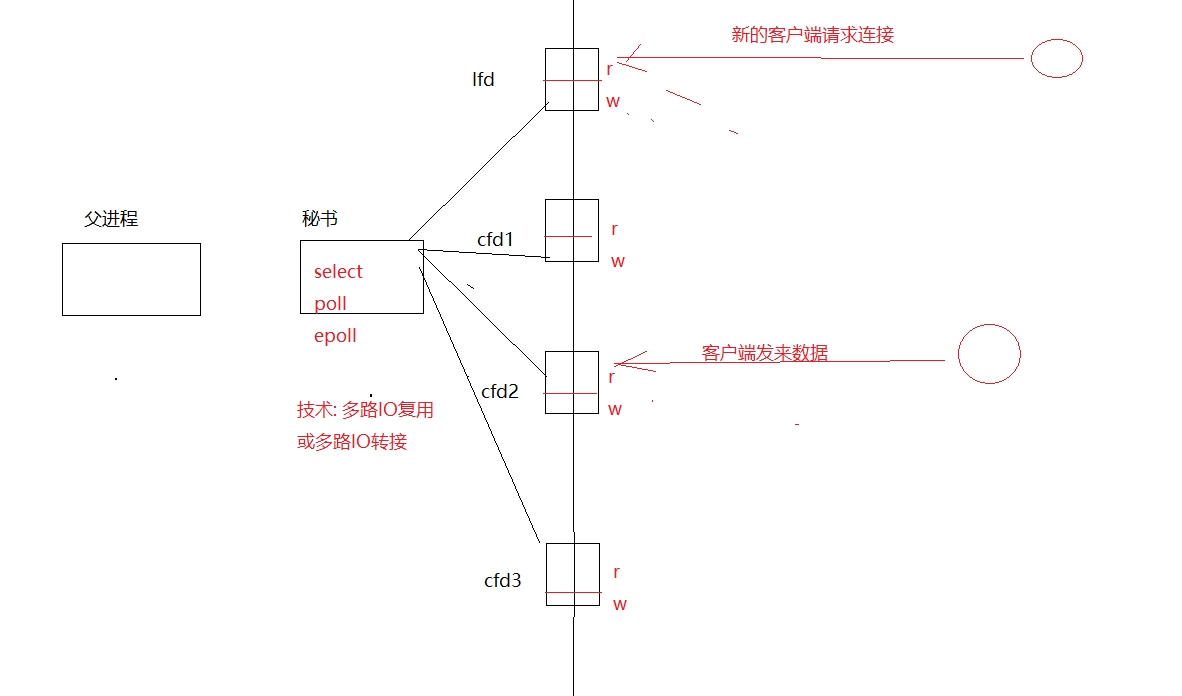 新的客户端请求连接
lfd
r
w
父进程
秘书
cfd1
r
w
select
poll
epoll
客户端发来数据
cfd2
r
w
技术: 多路IO复用
或多路IO转接
cfd3
r
w